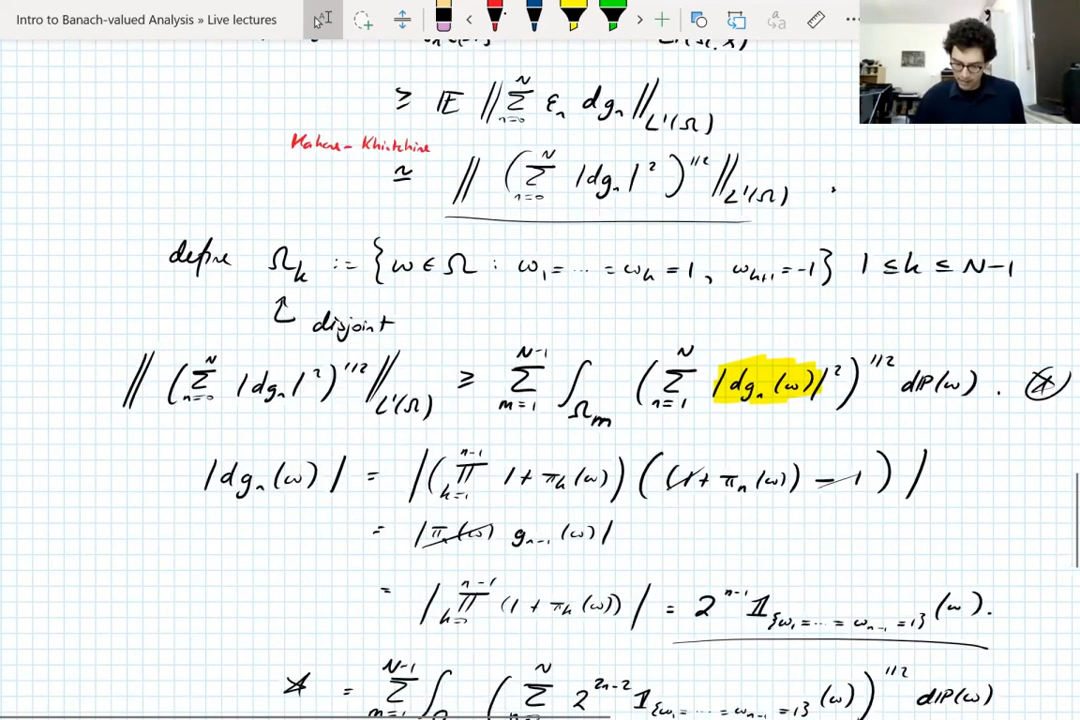 Intro to Banach-valued Analysis » Live lectures
≥ 𝔼 ‖ Σ_{n=0}^{N} ε_n dg_n ‖_{L¹(Ω)}
Kahane - Khintchine
≃ ‖ ( Σ_{n=0}^{N} |dg_n|² )^{1/2} ‖_{L¹(Ω)} .
define Ω_k := { ω ∈ Ω : ω_1 = ... = ω_k = 1, ω_{k+1} = -1 } 1 ≤ k ≤ N-1
↑ disjoint
‖ ( Σ_{n=0}^{N} |dg_n|² )^{1/2} ‖_{L¹(Ω)} ≥ Σ_{m=1}^{N-1} ∫_{Ω_m} ( Σ_{n=1}^{N} |dg_n(ω)|² )^{1/2} dℙ(ω) . ⊛
|dg_n(ω)| = | ( Π_{k=1}^{n-1} 1 + π_k(ω) ) ( (1 + π_n(ω)) - 1 ) |
= | π_n(ω) g_{n-1}(ω) |
= | Π_{k=0}^{n-1} (1 + π_k(ω)) | = 2^{n-1} 𝟙_{{ω_1 = ... = ω_{n-1} = 1}} (ω).
= Σ_{m=1}^{N-1} ∫ ( Σ^{N} 2^{2n-2} 𝟙_{{ω_1 = ... = ω_{n-1} = 1}} (ω) )^{1/2} dℙ(ω)